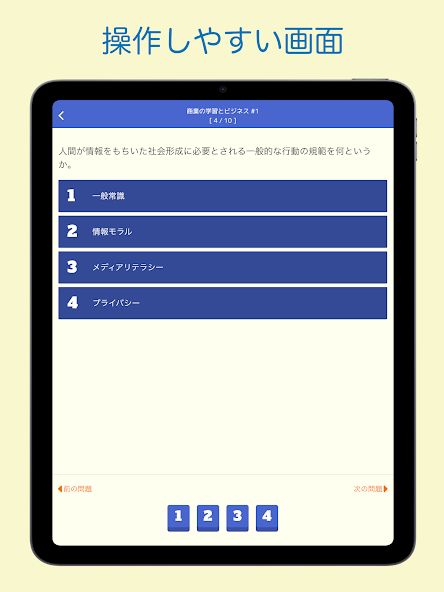 操作しやすい画面
商業の学習とビジネス #1
[ 4 / 10 ]
人間が情報をもちいた社会形成に必要とされる一般的な行動の規範を何という
か。
1 一般常識
2 情報モラル
3 メディアリテラシー
4 プライバシー
前の問題 次の問題
1 2 3 4